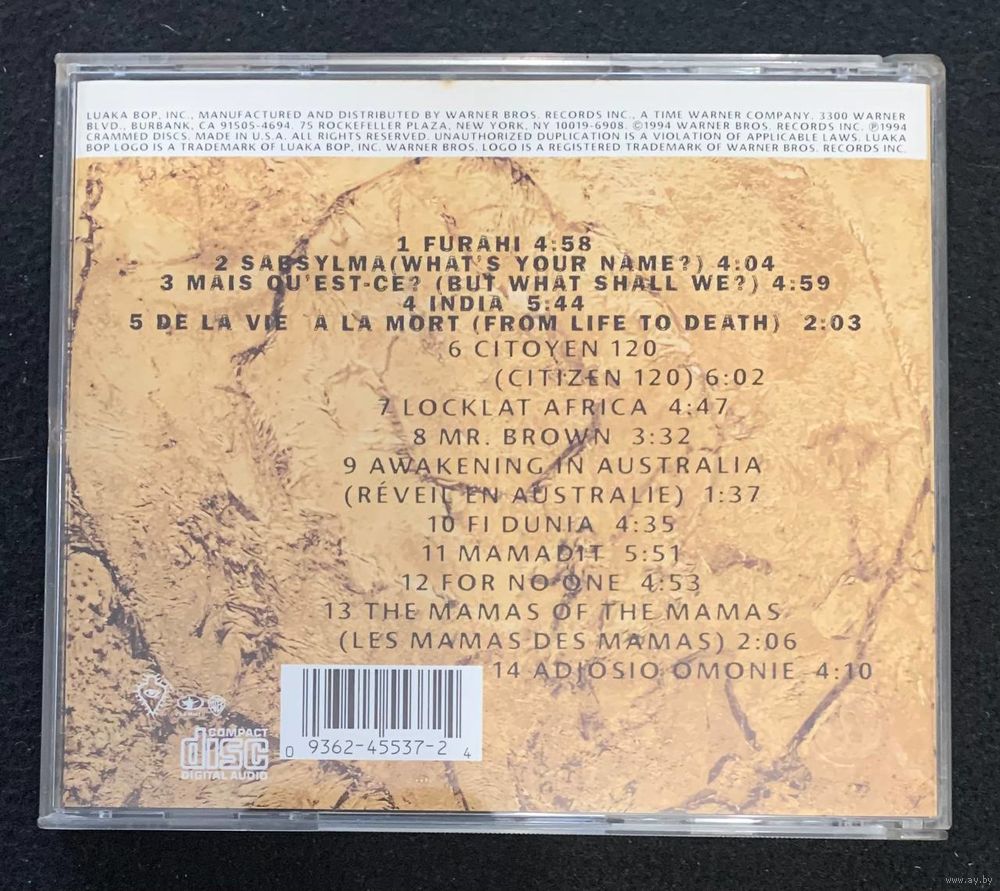 LUAKA BOP, INC., MANUFACTURED AND DISTRIBUTED BY WARNER BROS. RECORDS INC., A TIME WARNER COMPANY, 3300 WARNER
BLVD., BURBANK, CA 91505-4694. 75 ROCKEFELLER PLAZA, NEW YORK, NY 10019-6908. ©1994 WARNER BROS. RECORDS INC. ℗1994
CRAMMED DISCS. MADE IN U.S.A. ALL RIGHTS RESERVED. UNAUTHORIZED DUPLICATION IS A VIOLATION OF APPLICABLE LAWS. LUAKA
BOP LOGO IS A TRADEMARK OF LUAKA BOP, INC. WARNER BROS. LOGO IS A REGISTERED TRADEMARK OF WARNER BROS. RECORDS INC.
1 FURAHI 4:58
2 SABSYLMA(WHAT'S YOUR NAME?) 4:04
3 MAIS QU'EST-CE? (BUT WHAT SHALL WE?) 4:59
4 INDIA 5:44
5 DE LA VIE À LA MORT (FROM LIFE TO DEATH) 2:03
6 CITOYEN 120
(CITIZEN 120) 6:02
7 LOCKLAT AFRICA 4:47
8 MR. BROWN 3:32
9 AWAKENING IN AUSTRALIA
(RÉVEIL EN AUSTRALIE) 1:37
10 FI DUNIA 4:35
11 MAMADIT 5:51
12 FOR NO ONE 4:53
13 THE MAMAS OF THE MAMAS
(LES MAMAS DES MAMAS) 2:06
14 ADJOSIO OMONIE 4:10
COMPACT
disc
DIGITAL AUDIO
0 9362-45537-2 4
www.ay.by